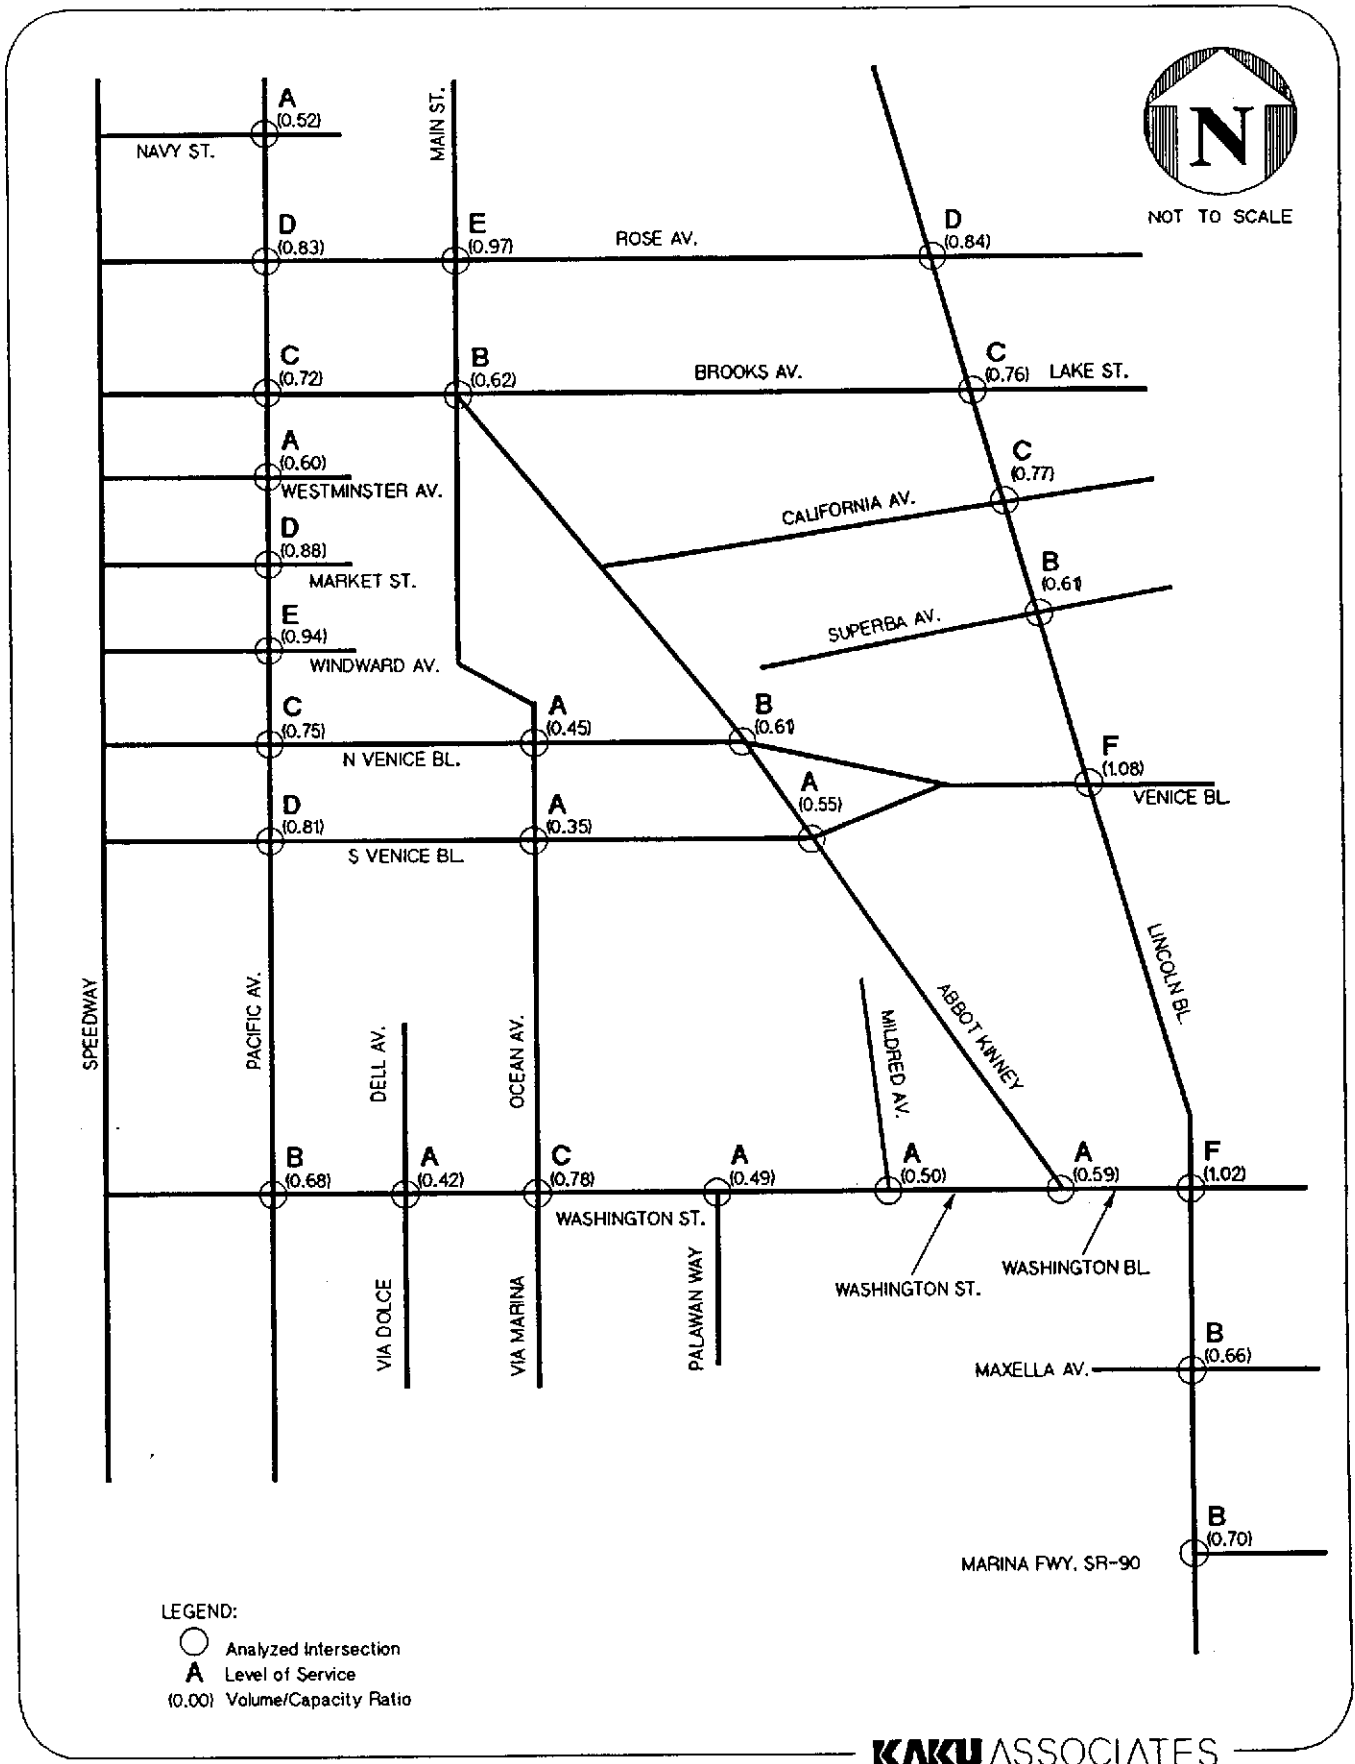 A
(0.52)
NAVY ST.
MAIN ST.
N
NOT TO SCALE
D
(0.83)
E
(0.97)
ROSE AV.
D
(0.84)
C
(0.72)
B
(0.62)
BROOKS AV.
C
(0.76)
LAKE ST.
A
(0.60)
WESTMINSTER AV.
C
(0.77)
CALIFORNIA AV.
D
(0.88)
MARKET ST.
B
(0.61)
SUPERBA AV.
E
(0.94)
WINDWARD AV.
C
(0.75)
N VENICE BL.
A
(0.45)
B
(0.61)
F
(1.08)
VENICE BL
D
(0.81)
S VENICE BL.
A
(0.35)
A
(0.55)
LINCOLN BL.
SPEEDWAY
PACIFIC AV.
DELL AV.
OCEAN AV.
MILDRED AV.
ABBOT KINNEY
B
(0.68)
A
(0.42)
C
(0.78)
A
(0.49)
A
(0.50)
A
(0.59)
F
(1.02)
WASHINGTON ST.
WASHINGTON ST.
WASHINGTON BL.
VIA DOLCE
VIA MARINA
PALAWAN WAY
B
(0.66)
MAXELLA AV.
B
(0.70)
MARINA FWY. SR-90
LEGEND:
Analyzed Intersection
A Level of Service
(0.00) Volume/Capacity Ratio
KAKU ASSOCIATES